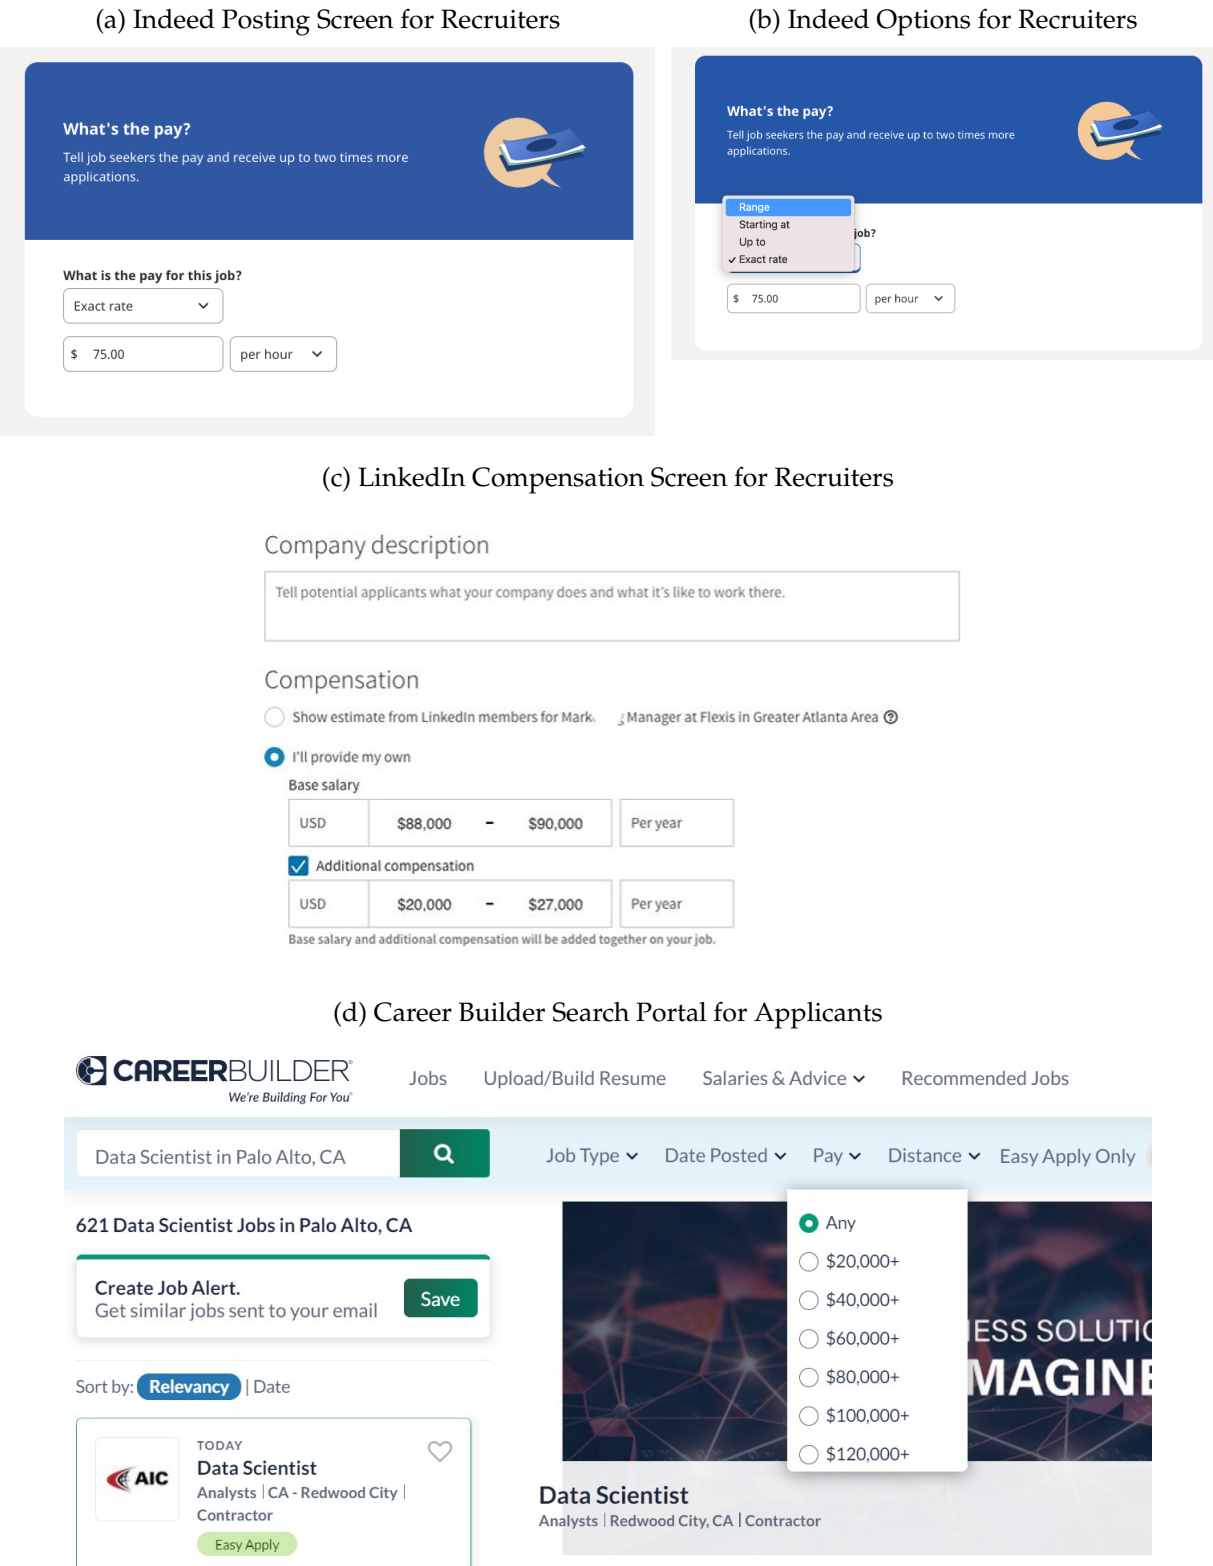 (a) Indeed Posting Screen for Recruiters
What's the pay?
Tell job seekers the pay and receive up to two times more
applications.
What is the pay for this job?
Exact rate
$ 75.00
per hour
(b) Indeed Options for Recruiters
What's the pay?
Tell job seekers the pay and receive up to two times more
applications.
Range
Starting at
Up to
✓ Exact rate
job?
$ 75.00
per hour
(c) LinkedIn Compensation Screen for Recruiters
Company description
Tell potential applicants what your company does and what it's like to work there.
Compensation
Show estimate from LinkedIn members for Mark Manager at Flexis in Greater Atlanta Area
I'll provide my own
Base salary
USD $88,000 - $90,000 Per year
Additional compensation
USD $20,000 - $27,000 Per year
Base salary and additional compensation will be added together on your job.
(d) Career Builder Search Portal for Applicants
CAREERBUILDER
We're Building For You
Jobs Upload/Build Resume Salaries & Advice Recommended Jobs
Data Scientist in Palo Alto, CA
Job Type Date Posted Pay Distance Easy Apply Only
621 Data Scientist Jobs in Palo Alto, CA
Create Job Alert.
Get similar jobs sent to your email
Save
Sort by: Relevancy | Date
AIC
TODAY
Data Scientist
Analysts | CA - Redwood City |
Contractor
Easy Apply
Any
$20,000+
$40,000+
$60,000+
$80,000+
$100,000+
$120,000+
ESS SOLUTIO
MAGINE
Data Scientist
Analysts | Redwood City, CA | Contractor